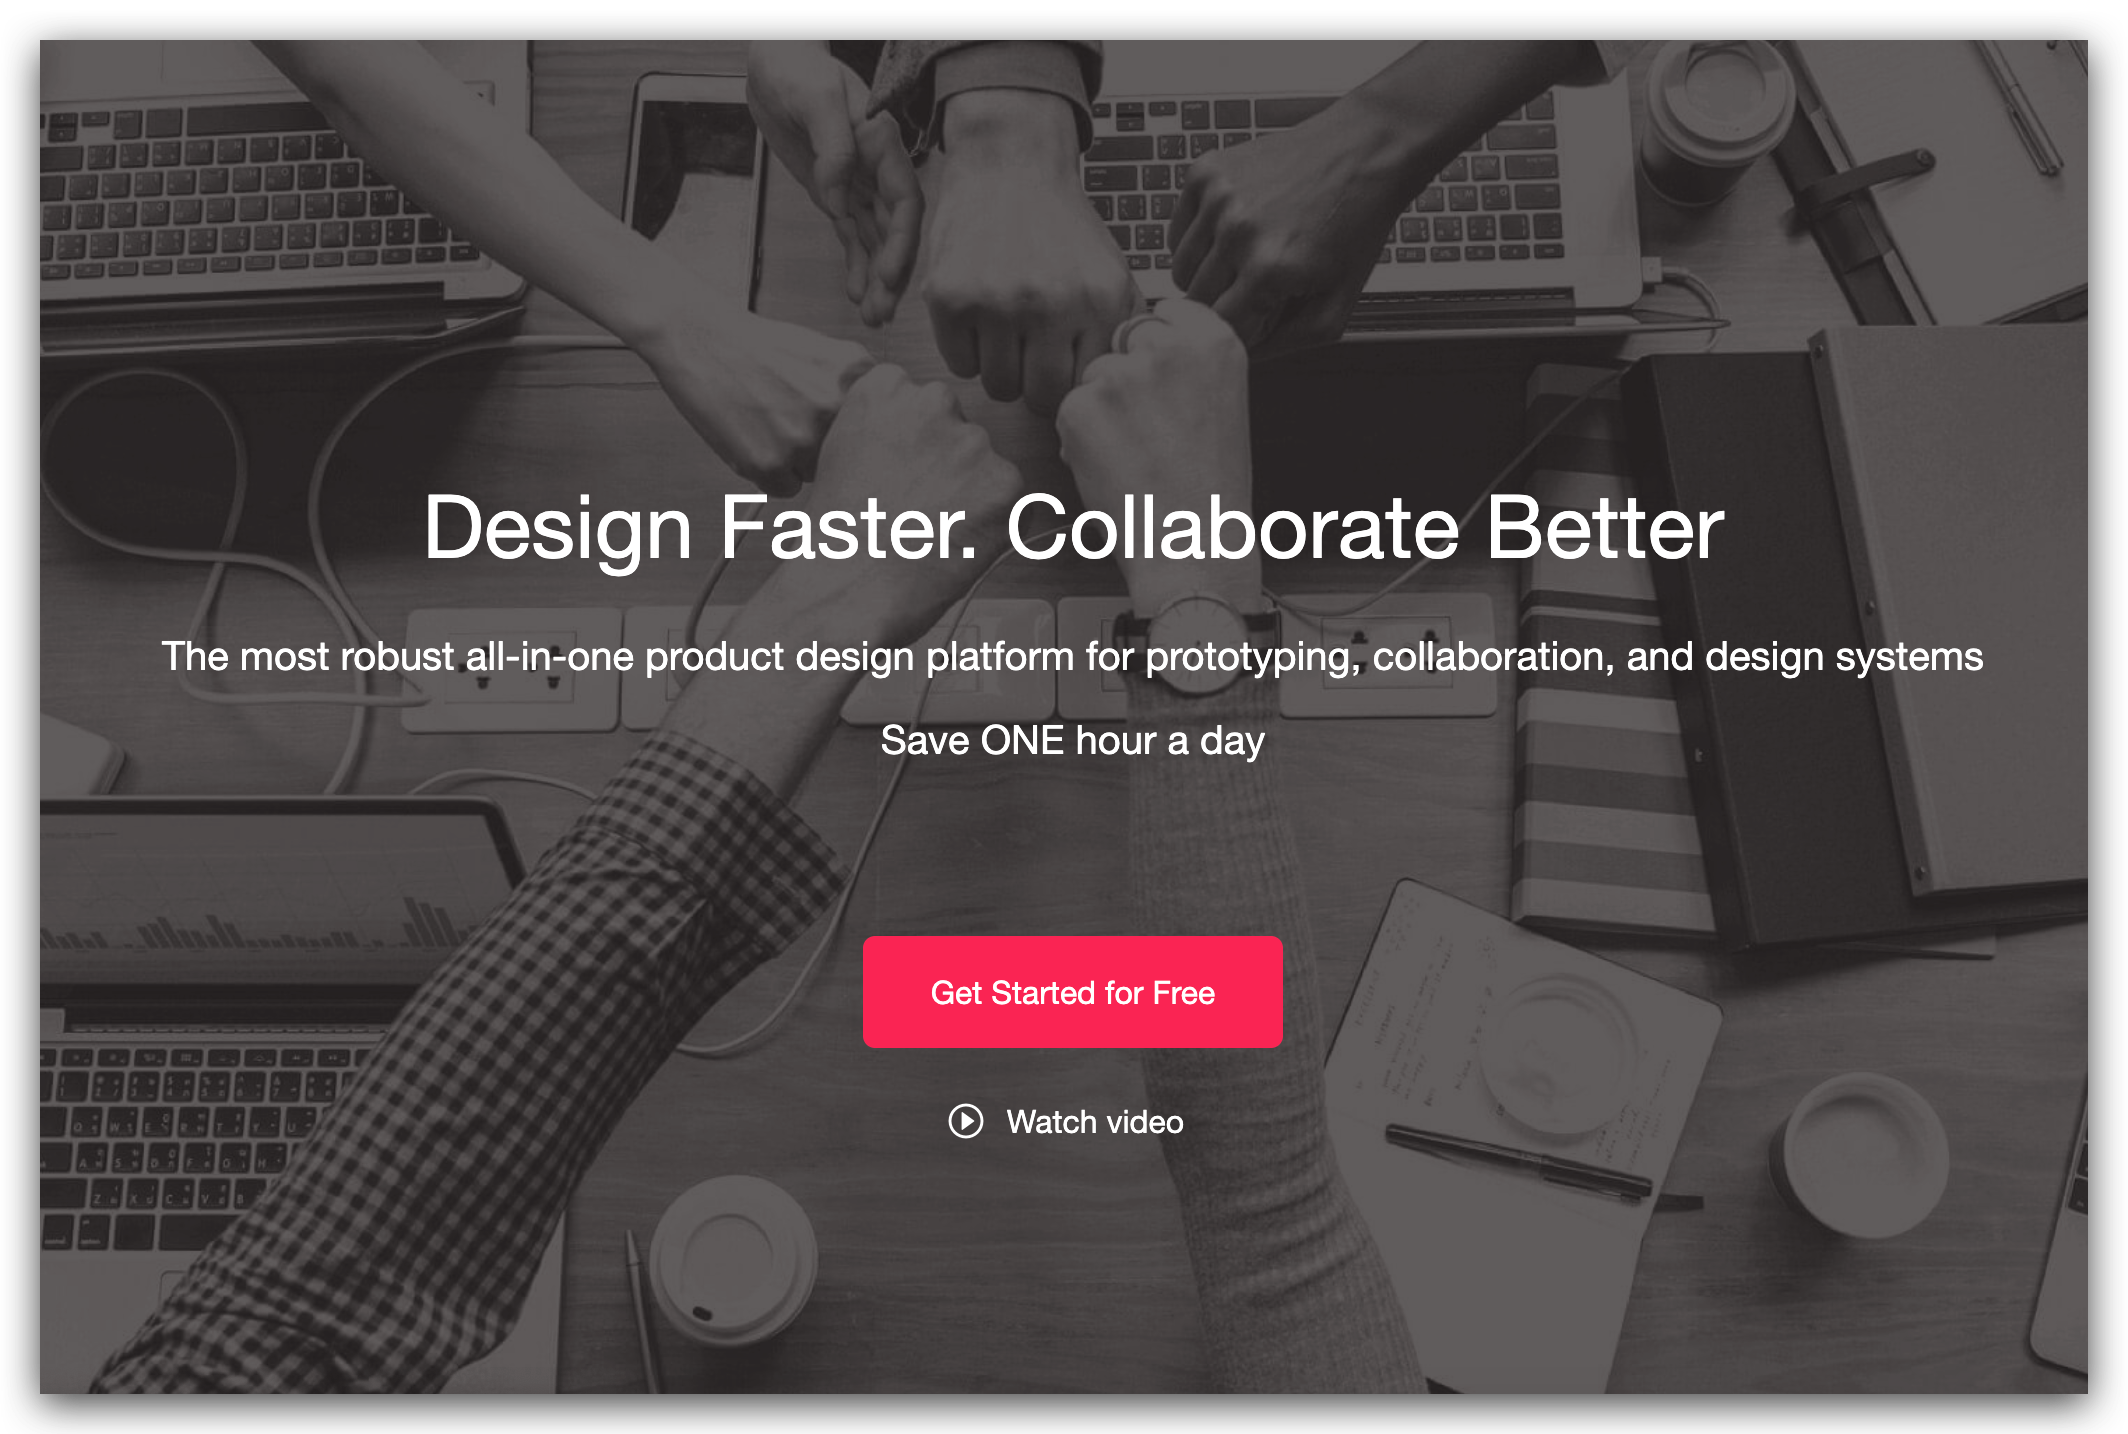 Design Faster. Collaborate Better
The most robust all-in-one product design platform for prototyping, collaboration, and design systems
Save ONE hour a day
Get Started for Free
Watch video